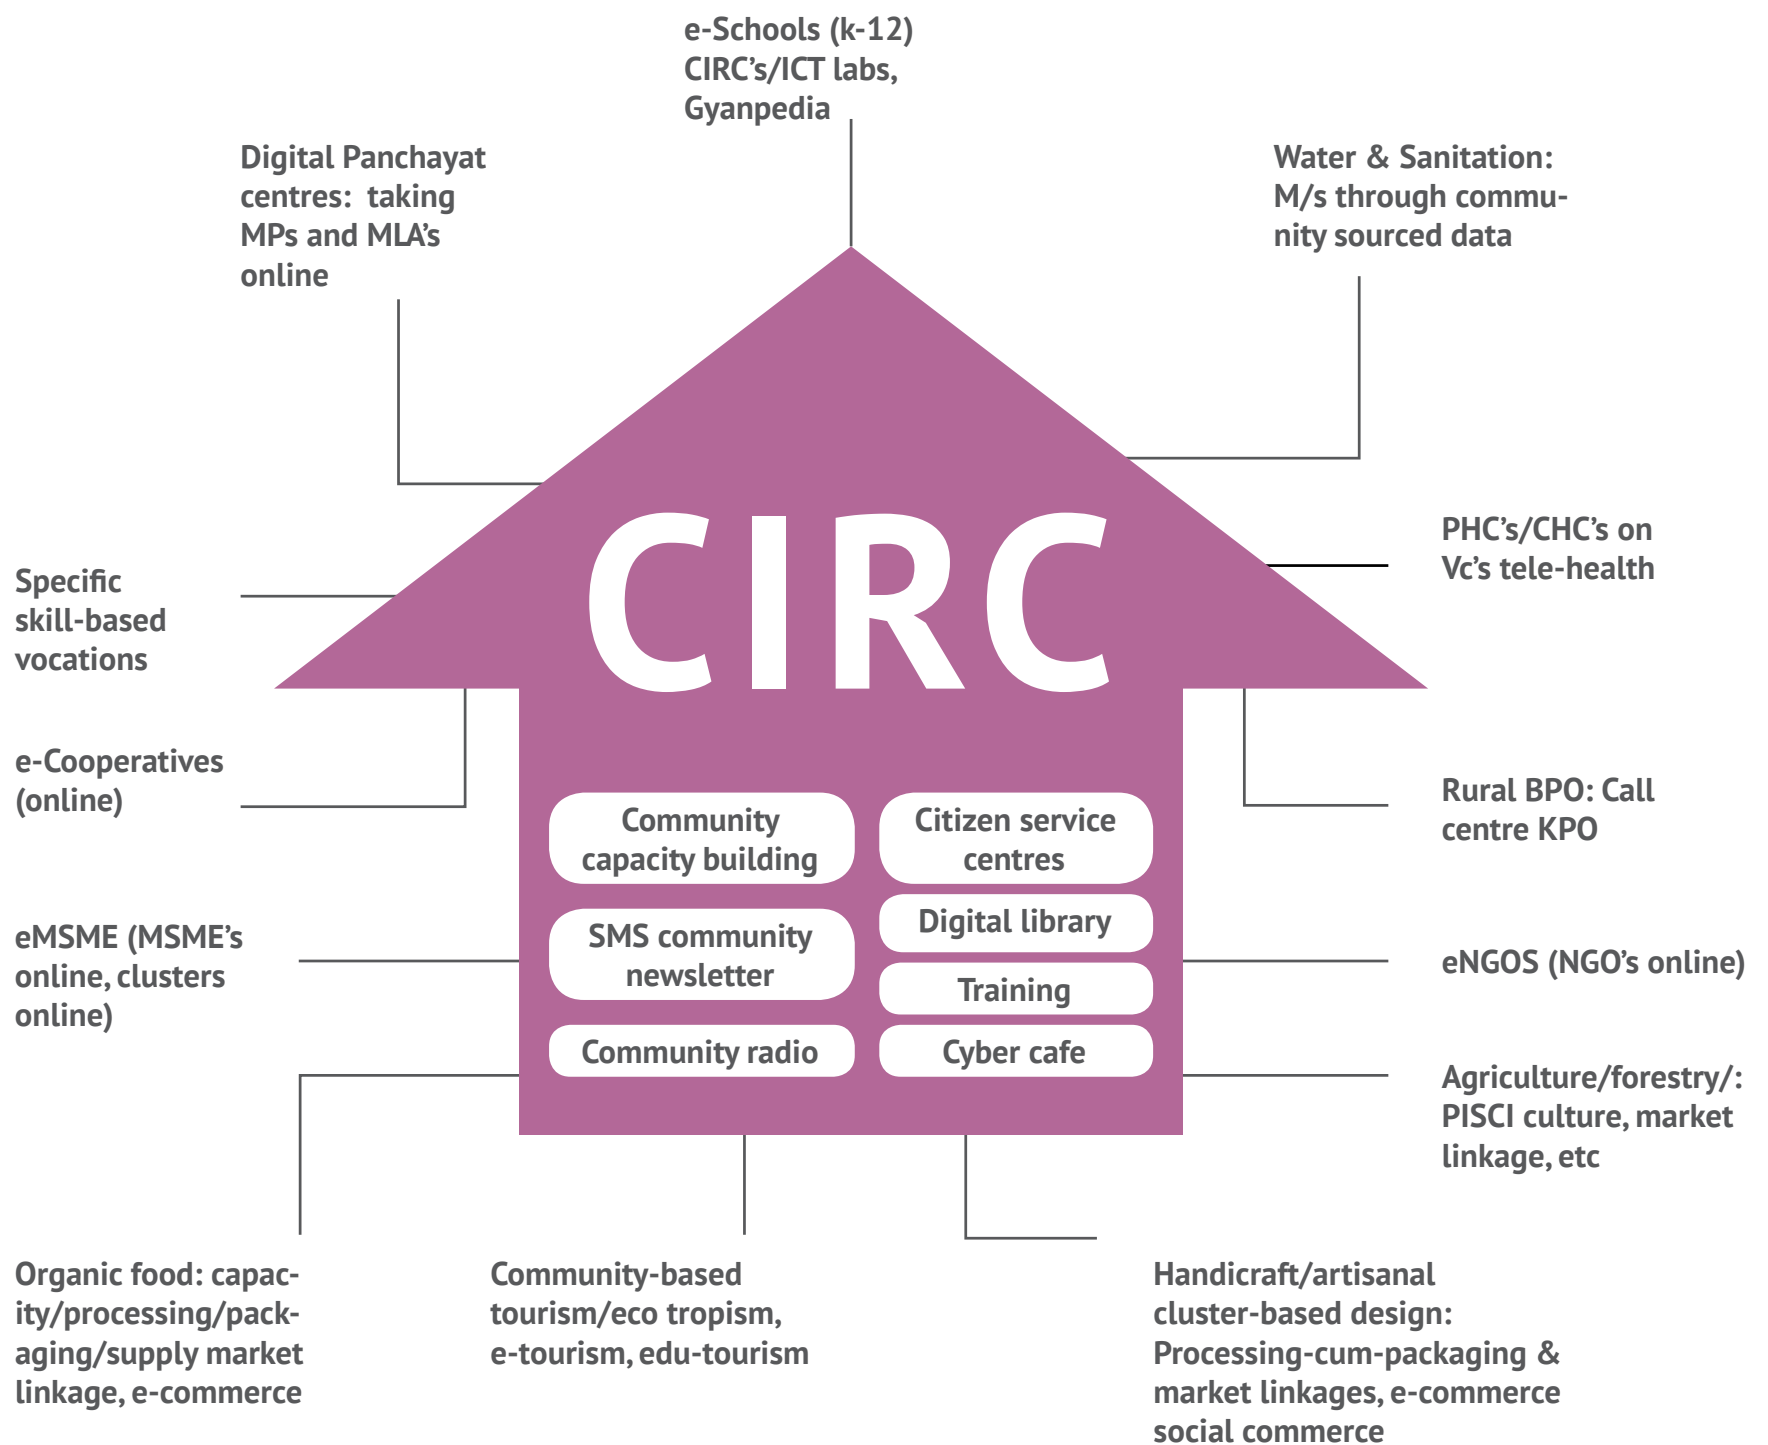 e-Schools (k-12)
CIRC's/ICT labs,
Gyanpedia
Digital Panchayat
centres:  taking
MPs and MLA's
online
Water & Sanitation:
M/s through commu-
nity sourced data
CIRC
Specific
skill-based
vocations
PHC's/CHC's on
Vc's tele-health
e-Cooperatives
(online)
Rural BPO: Call
centre KPO
Community
capacity building
SMS community
newsletter
Community radio
Citizen service
centres
Digital library
Training
Cyber cafe
eMSME (MSME's
online, clusters
online)
eNGOS (NGO's online)
Agriculture/forestry/:
PISCI culture, market
linkage, etc
Organic food: capac-
ity/processing/pack-
aging/supply market
linkage, e-commerce
Community-based
tourism/eco tropism,
e-tourism, edu-tourism
Handicraft/artisanal
cluster-based design:
Processing-cum-packaging &
market linkages, e-commerce
social commerce